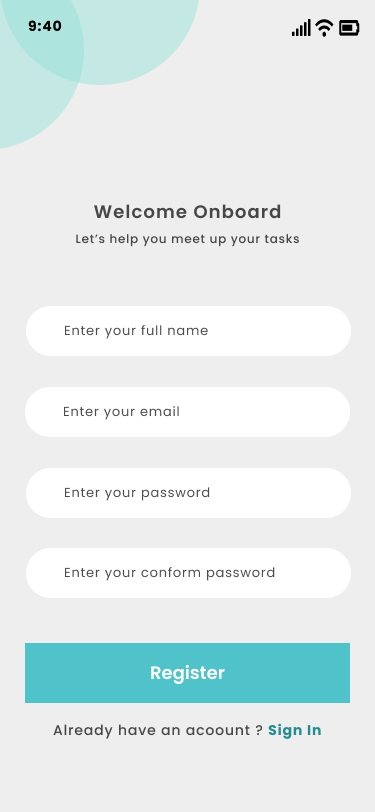 9:40
Welcome Onboard
Let's help you meet up your tasks
Enter your full name
Enter your email
Enter your password
Enter your conform password
Register
Already have an acoount ? Sign In